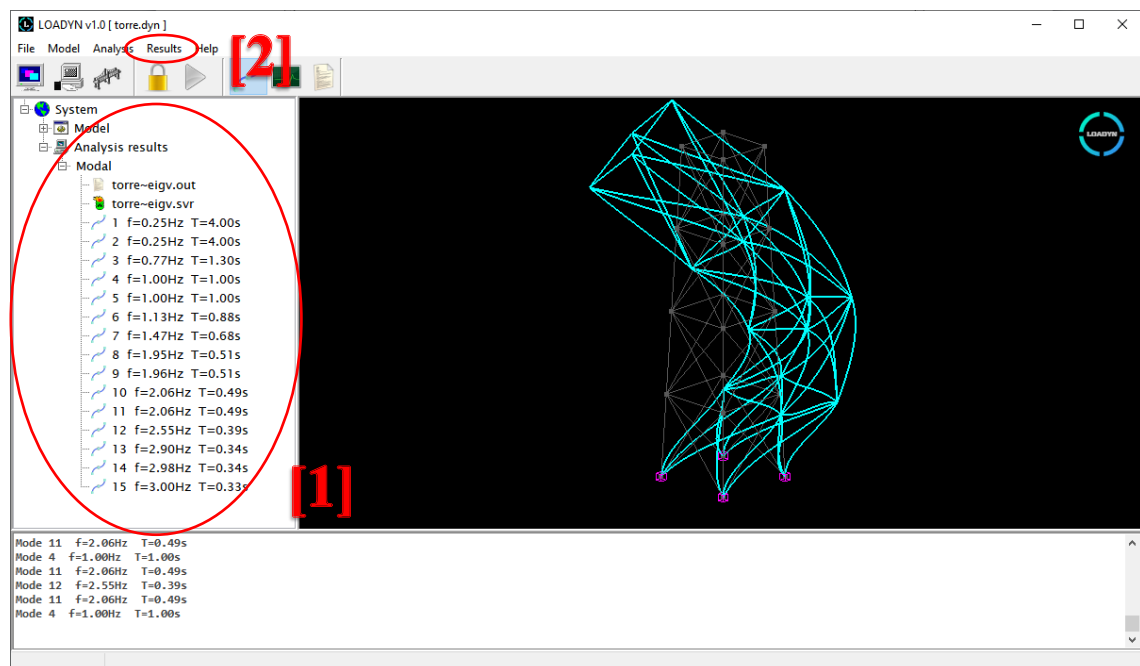 LOADYN v1.0 [ torre.dyn ]
File Model Analysis Results Help
[2]
System
Model
Analysis results
Modal
torre~eigv.out
torre~eigv.svr
1 f=0.25Hz T=4.00s
2 f=0.25Hz T=4.00s
3 f=0.77Hz T=1.30s
4 f=1.00Hz T=1.00s
5 f=1.00Hz T=1.00s
6 f=1.13Hz T=0.88s
7 f=1.47Hz T=0.68s
8 f=1.95Hz T=0.51s
9 f=1.96Hz T=0.51s
10 f=2.06Hz T=0.49s
11 f=2.06Hz T=0.49s
12 f=2.55Hz T=0.39s
13 f=2.90Hz T=0.34s
14 f=2.98Hz T=0.34s
15 f=3.00Hz T=0.33s
[1]
LOADYN
Mode 11 f=2.06Hz T=0.49s
Mode 4 f=1.00Hz T=1.00s
Mode 11 f=2.06Hz T=0.49s
Mode 12 f=2.55Hz T=0.39s
Mode 11 f=2.06Hz T=0.49s
Mode 4 f=1.00Hz T=1.00s